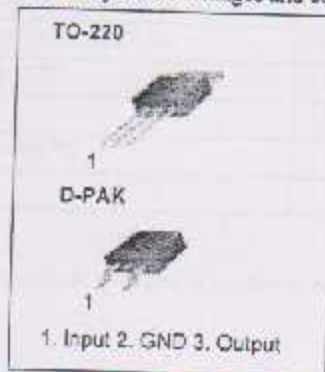 TO-220
1
D-PAK
1
1. Input 2. GND 3. Output